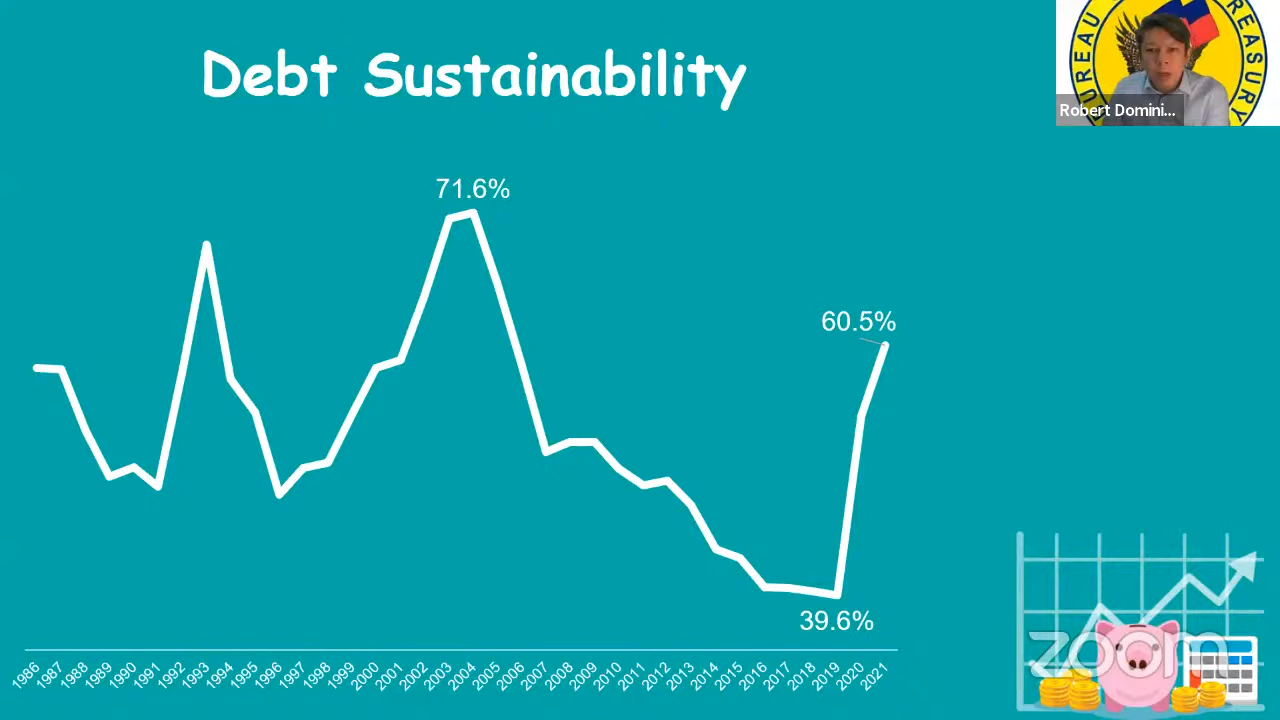 Debt Sustainability
BUREAU
TREASURY
Robert Domini...
71.6%
60.5%
39.6%
1986 1987 1988 1989 1990 1991 1992 1993 1994 1995 1996 1997 1998 1999 2000 2001 2002 2003 2004 2005 2006 2007 2008 2009 2010 2011 2012 2013 2014 2015 2016 2017 2018 2019 2020 2021
zoom